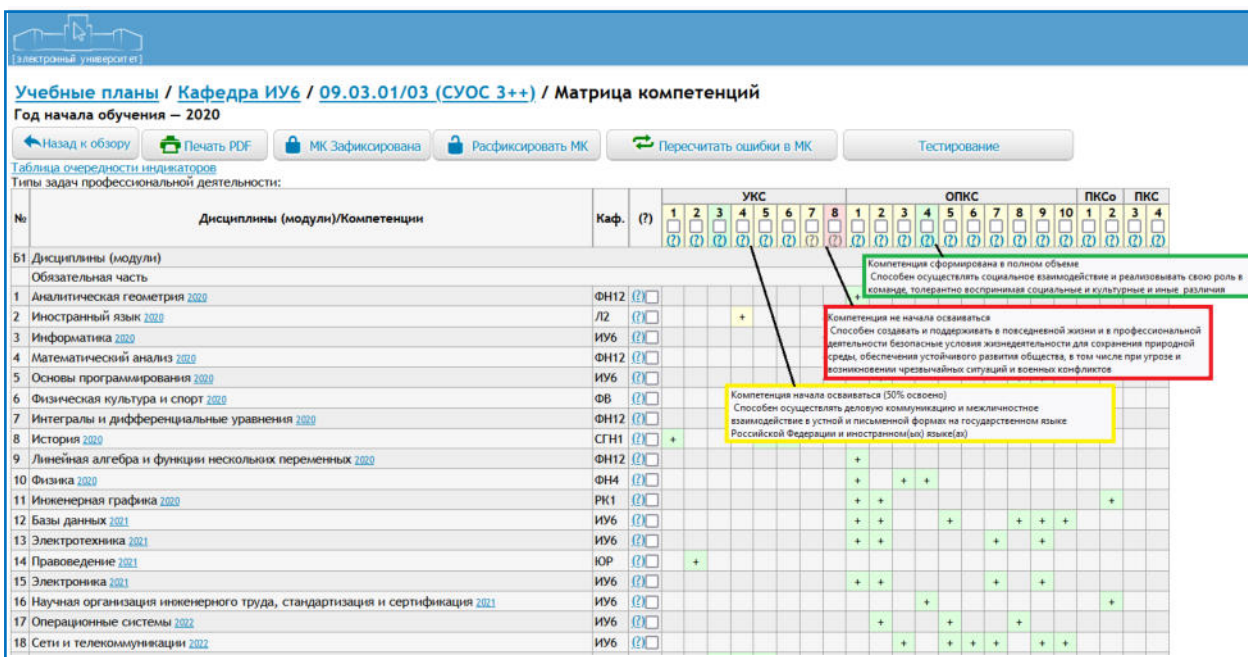 [электронный университет]
Учебные планы / Кафедра ИУ6 / 09.03.01/03 (СУОС 3++) / Матрица компетенций
Год начала обучения — 2020
Назад к обзору Печать PDF МК Зафиксирована Расфиксировать МК Пересчитать ошибки в МК Тестирование
Таблица очередности индикаторов
Типы задач профессиональной деятельности:
№ Дисциплины (модули)/Компетенции Каф. (?) УКС ОПКС ПКСо ПКС
1 2 3 4 5 6 7 8 1 2 3 4 5 6 7 8 9 10 1 2 3 4
(?) (?) (?) (?) (?) (?) (?) (?) (?) (?) (?) (?) (?) (?) (?) (?) (?) (?) (?) (?) (?) (?)
Б1 Дисциплины (модули)
Обязательная часть
Компетенция сформирована в полном объеме
Способен осуществлять социальное взаимодействие и реализовывать свою роль в
команде, толерантно воспринимая социальные и культурные и иные различия
1 Аналитическая геометрия 2020 ФН12 (?) +
2 Иностранный язык 2020 Л2 (?) +
Компетенция не начала осваиваться
Способен создавать и поддерживать в повседневной жизни и в профессиональной
деятельности безопасные условия жизнедеятельности для сохранения природной
среды, обеспечения устойчивого развития общества, в том числе при угрозе и
возникновении чрезвычайных ситуаций и военных конфликтов
3 Информатика 2020 ИУ6 (?)
4 Математический анализ 2020 ФН12 (?)
5 Основы программирования 2020 ИУ6 (?)
6 Физическая культура и спорт 2020 ФВ (?)
Компетенция начала осваиваться (50% освоено)
Способен осуществлять деловую коммуникацию и межличностное
взаимодействие в устной и письменной формах на государственном языке
Российской Федерации и иностранном(ых) языке(ах)
7 Интегралы и дифференциальные уравнения 2020 ФН12 (?)
8 История 2020 СГН1 (?) +
9 Линейная алгебра и функции нескольких переменных 2020 ФН12 (?) +
10 Физика 2020 ФН4 (?) + + +
11 Инженерная графика 2020 РК1 (?) + + +
12 Базы данных 2021 ИУ6 (?) + + + + + +
13 Электротехника 2021 ИУ6 (?) + + + +
14 Правоведение 2021 ЮР (?) +
15 Электроника 2021 ИУ6 (?) + + + +
16 Научная организация инженерного труда, стандартизация и сертификация 2021 ИУ6 (?) + +
17 Операционные системы 2022 ИУ6 (?) + + +
18 Сети и телекоммуникации 2022 ИУ6 (?) + + + + + +